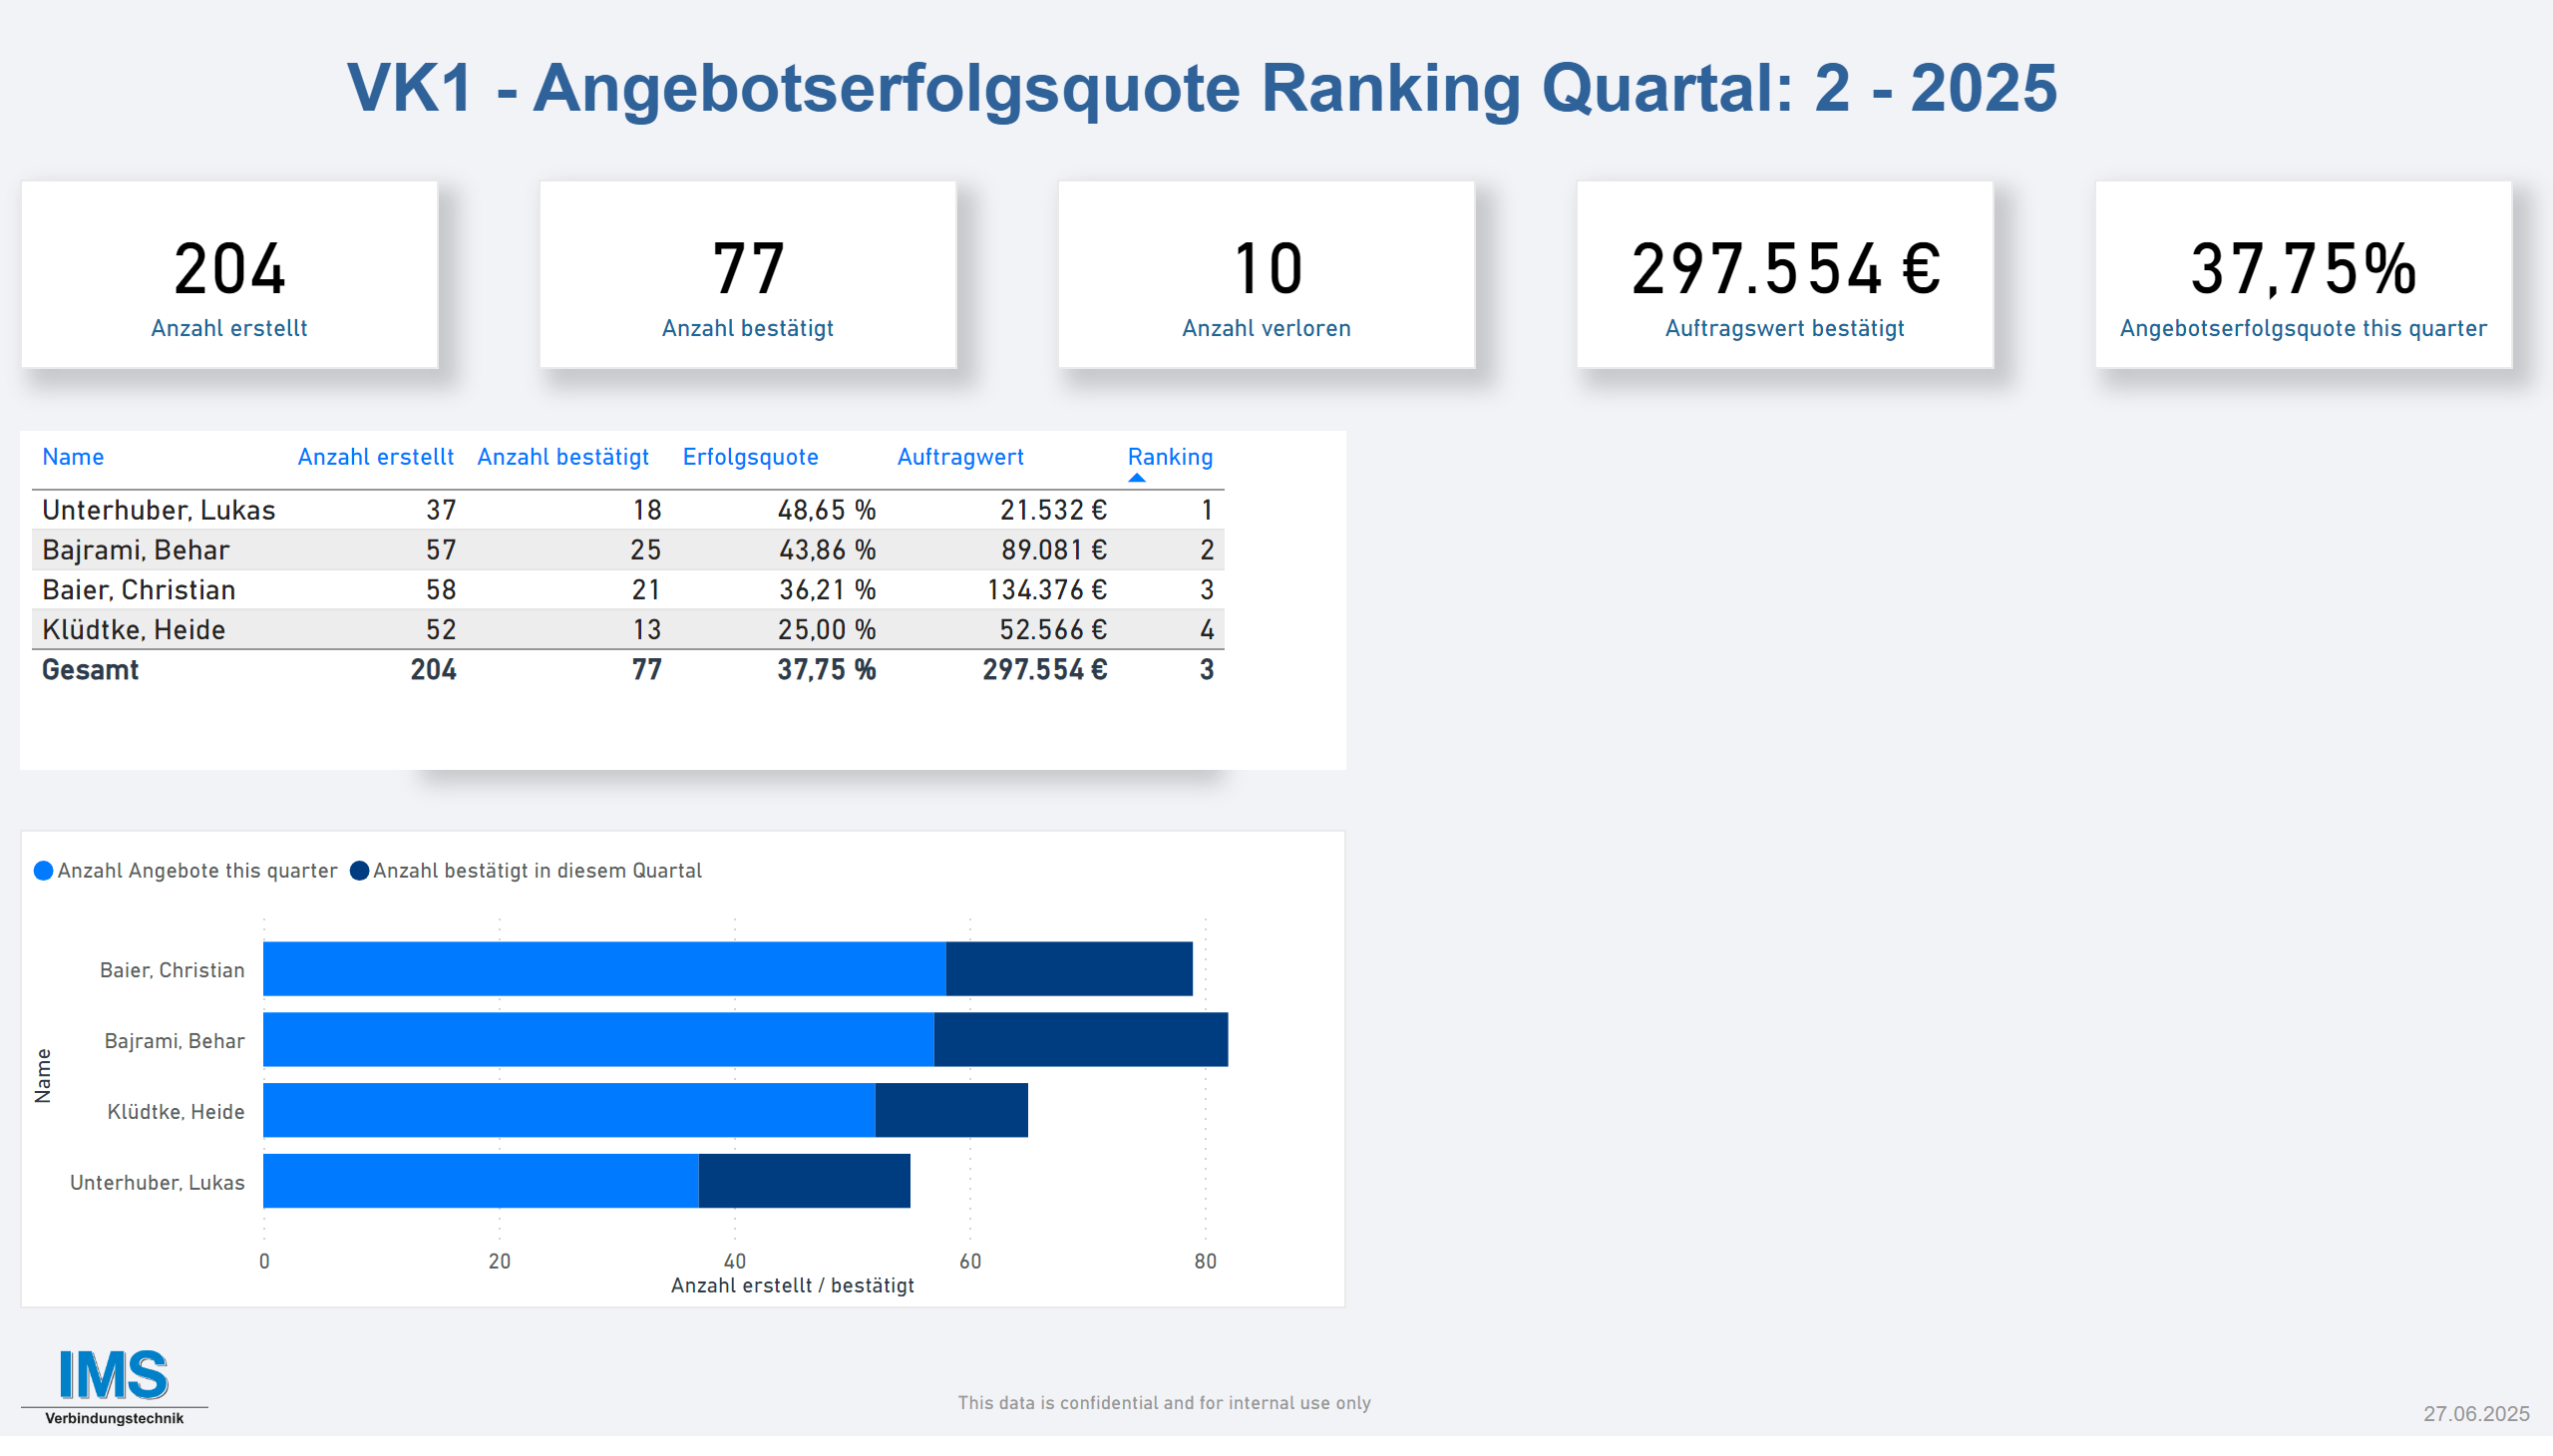 VK1 - Angebotserfolgsquote Ranking Quartal: 2 - 2025
204
Anzahl erstellt
77
Anzahl bestätigt
10
Anzahl verloren
297.554 €
Auftragswert bestätigt
37,75%
Angebotserfolgsquote this quarter
Name Anzahl erstellt Anzahl bestätigt Erfolgsquote Auftragwert Ranking
Unterhuber, Lukas 37 18 48,65 % 21.532 € 1
Bajrami, Behar 57 25 43,86 % 89.081 € 2
Baier, Christian 58 21 36,21 % 134.376 € 3
Klüdtke, Heide 52 13 25,00 % 52.566 € 4
Gesamt 204 77 37,75 % 297.554 € 3
Anzahl Angebote this quarter Anzahl bestätigt in diesem Quartal
Name
Baier, Christian
Bajrami, Behar
Klüdtke, Heide
Unterhuber, Lukas
0 20 40 60 80
Anzahl erstellt / bestätigt
IMS
Verbindungstechnik
This data is confidential and for internal use only
27.06.2025